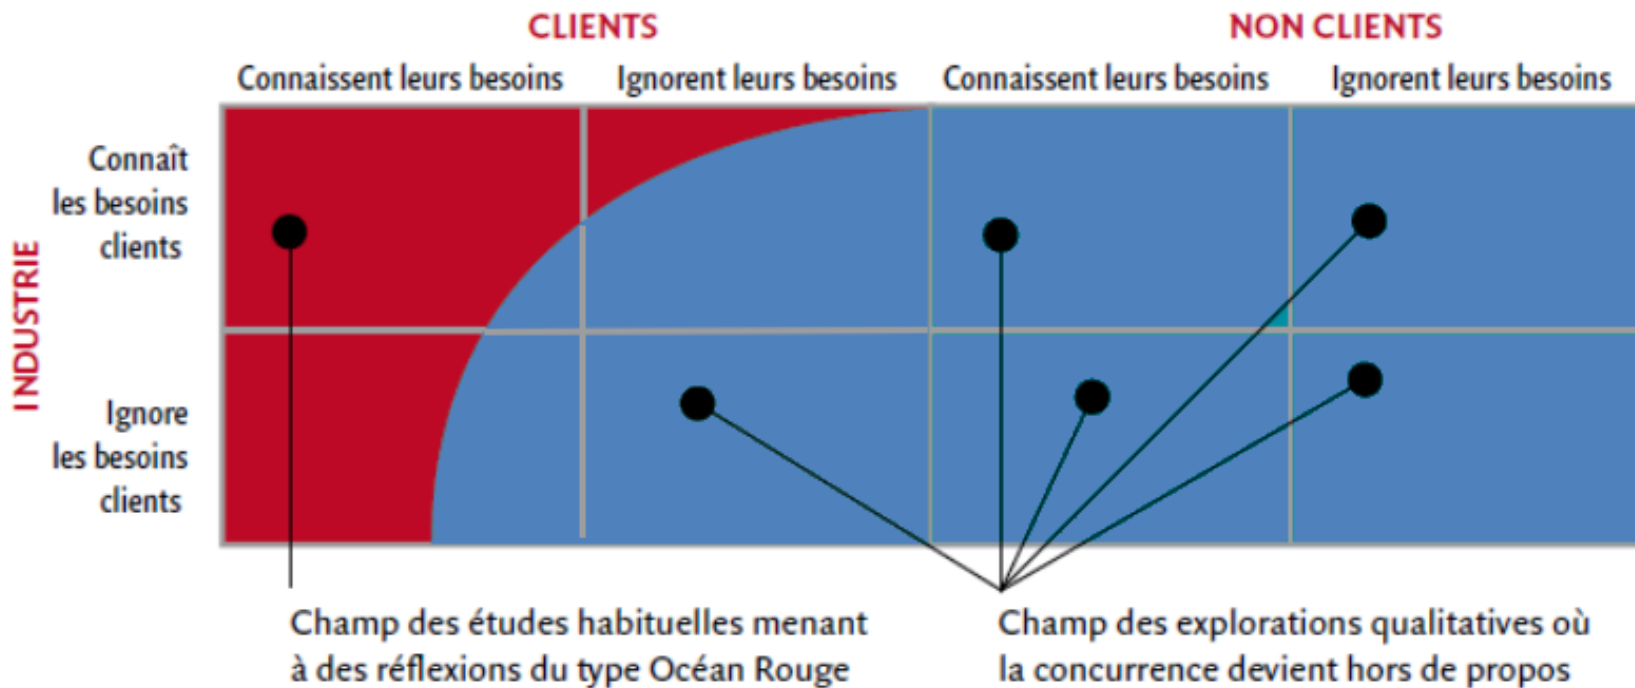 CLIENTS
NON CLIENTS
Connaissent leurs besoins
Ignorent leurs besoins
Connaissent leurs besoins
Ignorent leurs besoins
INDUSTRIE
Connaît
les besoins
clients
Ignore
les besoins
clients
Champ des études habituelles menant
à des réflexions du type Océan Rouge
Champ des explorations qualitatives où
la concurrence devient hors de propos